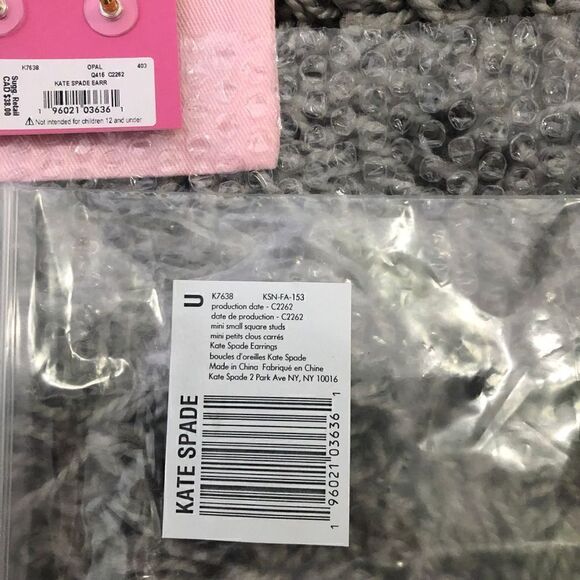 K7638 OPAL 403
Q416 C2262
KATE SPADE EARR
1 96021 03636 1
⚠ Not intended for children 12 and under
Sugg. Retail
CAD $38.00
K7638 KSN-FA-153
production date - C2262
date de production - C2262
mini small square studs
mini petits clous carrés
Kate Spade Earrings
boucles d'oreilles Kate Spade
Made in China Fabriqué en Chine
Kate Spade 2 Park Ave NY, NY 10016
KATE SPADE U
1 96021 03636 1